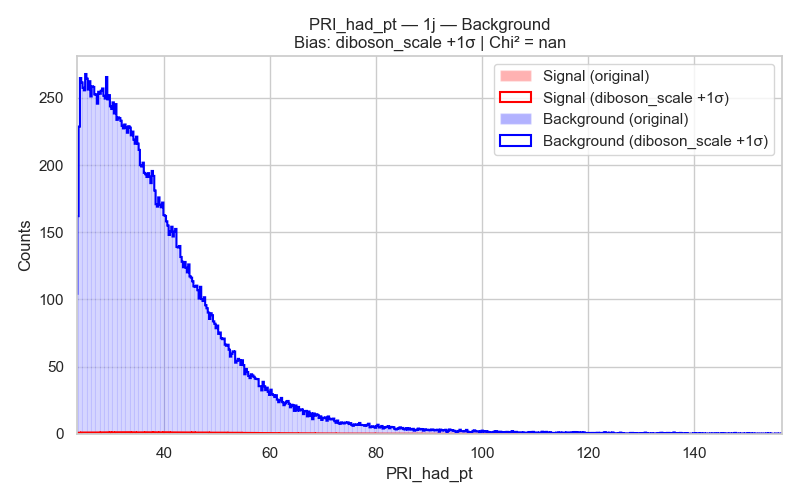 PRI_had_pt — 1j — Background
Bias: diboson_scale +1σ | Chi² = nan
Signal (original)
Signal (diboson_scale +1σ)
Background (original)
Background (diboson_scale +1σ)
Counts
250
200
150
100
50
0
40
60
80
100
120
140
PRI_had_pt